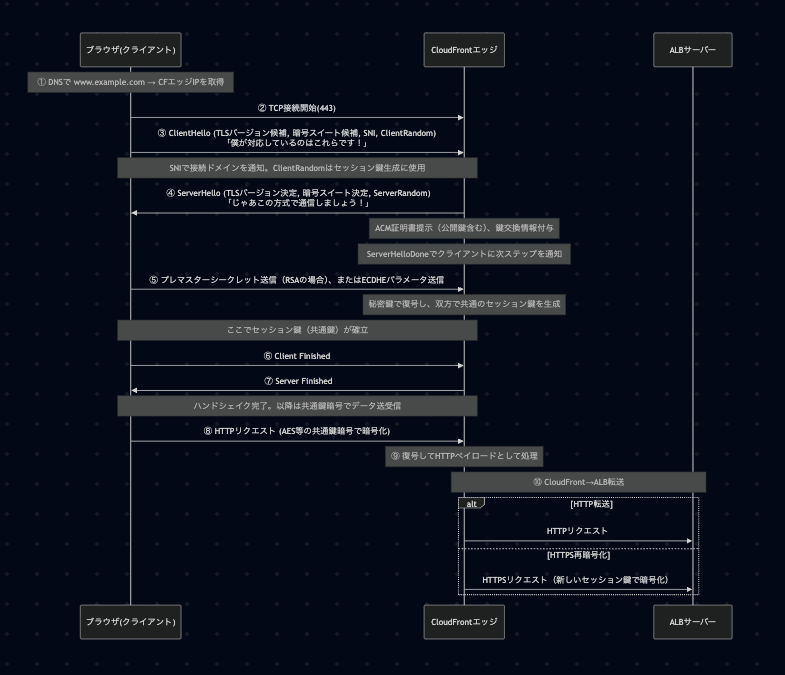 ブラウザ(クライアント)
CloudFrontエッジ
ALBサーバー
① DNSで www.example.com → CFエッジIPを取得
② TCP接続開始(443)
③ ClientHello (TLSバージョン候補, 暗号スイート候補, SNI, ClientRandom)
「僕が対応しているのはこれらです！」
SNIで接続ドメインを通知。ClientRandomはセッション鍵生成に使用
④ ServerHello (TLSバージョン決定, 暗号スイート決定, ServerRandom)
「じゃあこの方式で通信しましょう！」
ACM証明書提示（公開鍵含む）、鍵交換情報付与
ServerHelloDoneでクライアントに次ステップを通知
⑤ プレマスターシークレット送信（RSAの場合）、またはECDHEパラメータ送信
秘密鍵で復号し、双方で共通のセッション鍵を生成
ここでセッション鍵（共通鍵）が確立
⑥ Client Finished
⑦ Server Finished
ハンドシェイク完了。以降は共通鍵暗号でデータ送受信
⑧ HTTPリクエスト (AES等の共通鍵暗号で暗号化)
⑨ 復号してHTTPペイロードとして処理
⑩ CloudFront→ALB転送
alt
[HTTP転送]
HTTPリクエスト
[HTTPS再暗号化]
HTTPSリクエスト（新しいセッション鍵で暗号化）
ブラウザ(クライアント)
CloudFrontエッジ
ALBサーバー